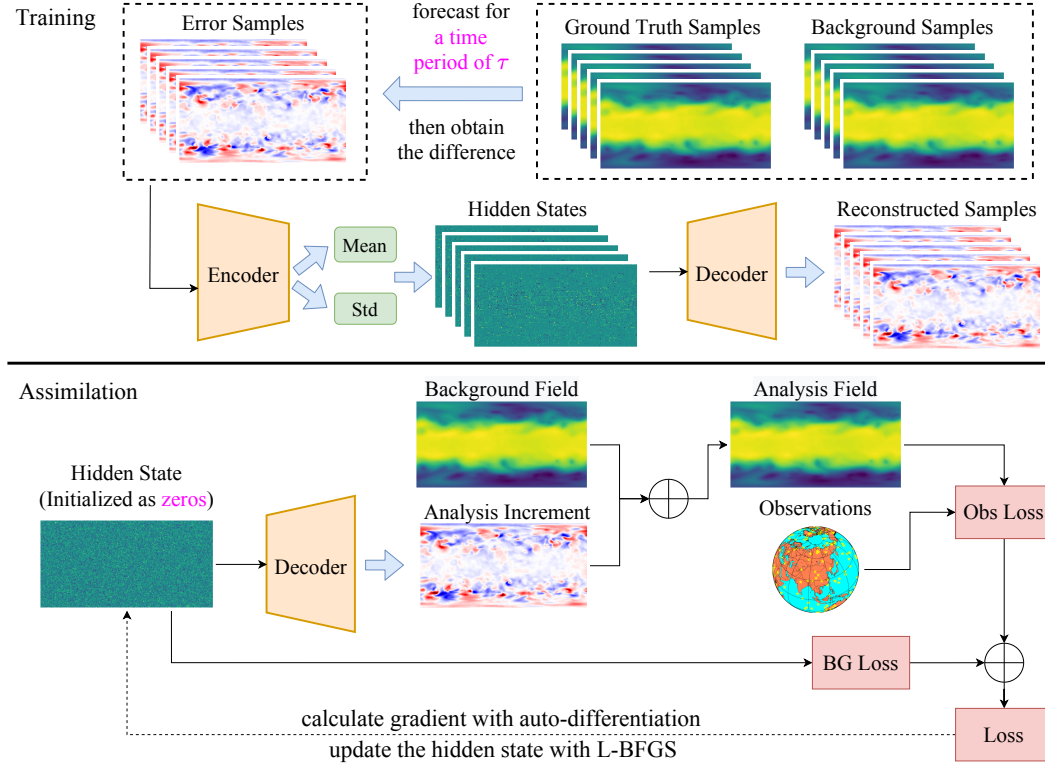 Training
Error Samples
forecast for
a time
period of τ
then obtain
the difference
Ground Truth Samples
Background Samples
Encoder
Mean
Std
Hidden States
Decoder
Reconstructed Samples
Assimilation
Hidden State
(Initialized as zeros)
Decoder
Background Field
Analysis Increment
Analysis Field
Observations
Obs Loss
BG Loss
Loss
calculate gradient with auto-differentiation
update the hidden state with L-BFGS